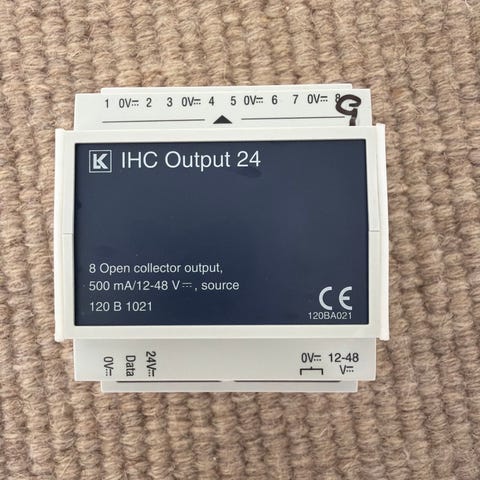 1 0V⎓ 2 3 0V⎓ 4 5 0V⎓ 6 7 0V⎓ 8
LK IHC Output 24
8 Open collector output,
500 mA/12-48 V⎓, source
120 B 1021
CE
120BA021
0V⎓ Data 24V⎓ 0V⎓ 12-48
V⎓